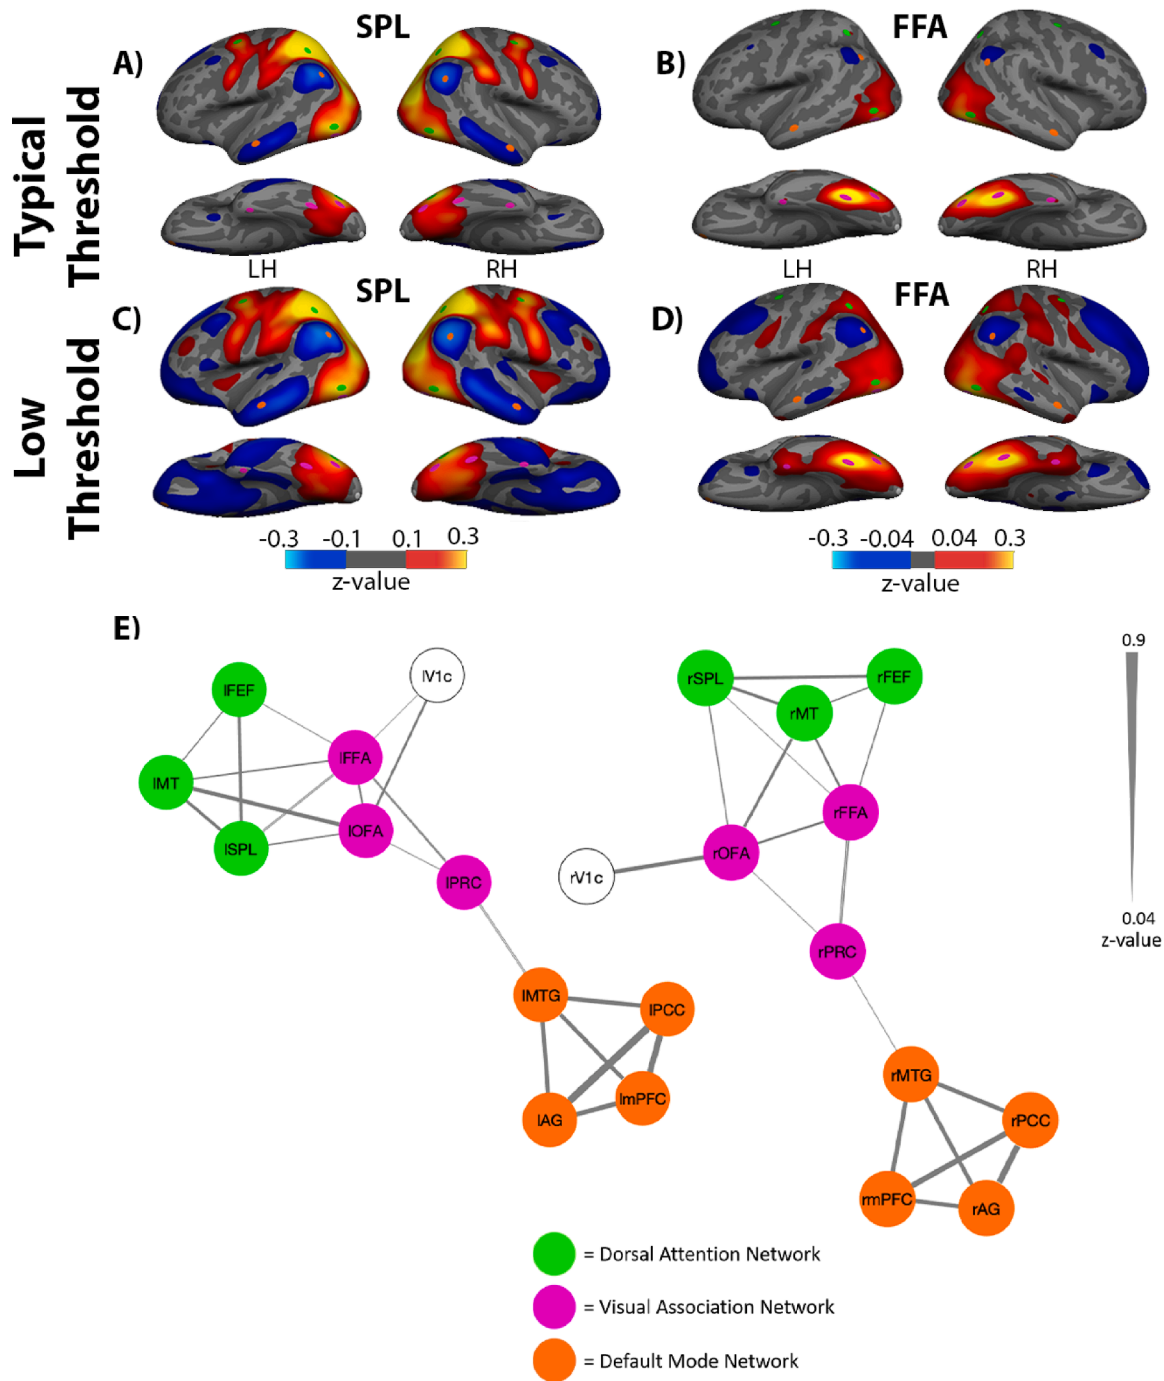 SPL
FFA
A)
B)
Typical
Threshold
LH
RH
LH
RH
SPL
FFA
C)
D)
Low
Threshold
-0.3 -0.1 0.1 0.3
z-value
-0.3 -0.04 0.04 0.3
z-value
E)
0.9
0.04
z-value
lV1c
lFEF
lFFA
lMT
lOFA
lSPL
lPRC
lMTG
lPCC
lmPFC
lAG
rSPL
rFEF
rMT
rFFA
rOFA
rV1c
rPRC
rMTG
rPCC
rmPFC
rAG
= Dorsal Attention Network
= Visual Association Network
= Default Mode Network